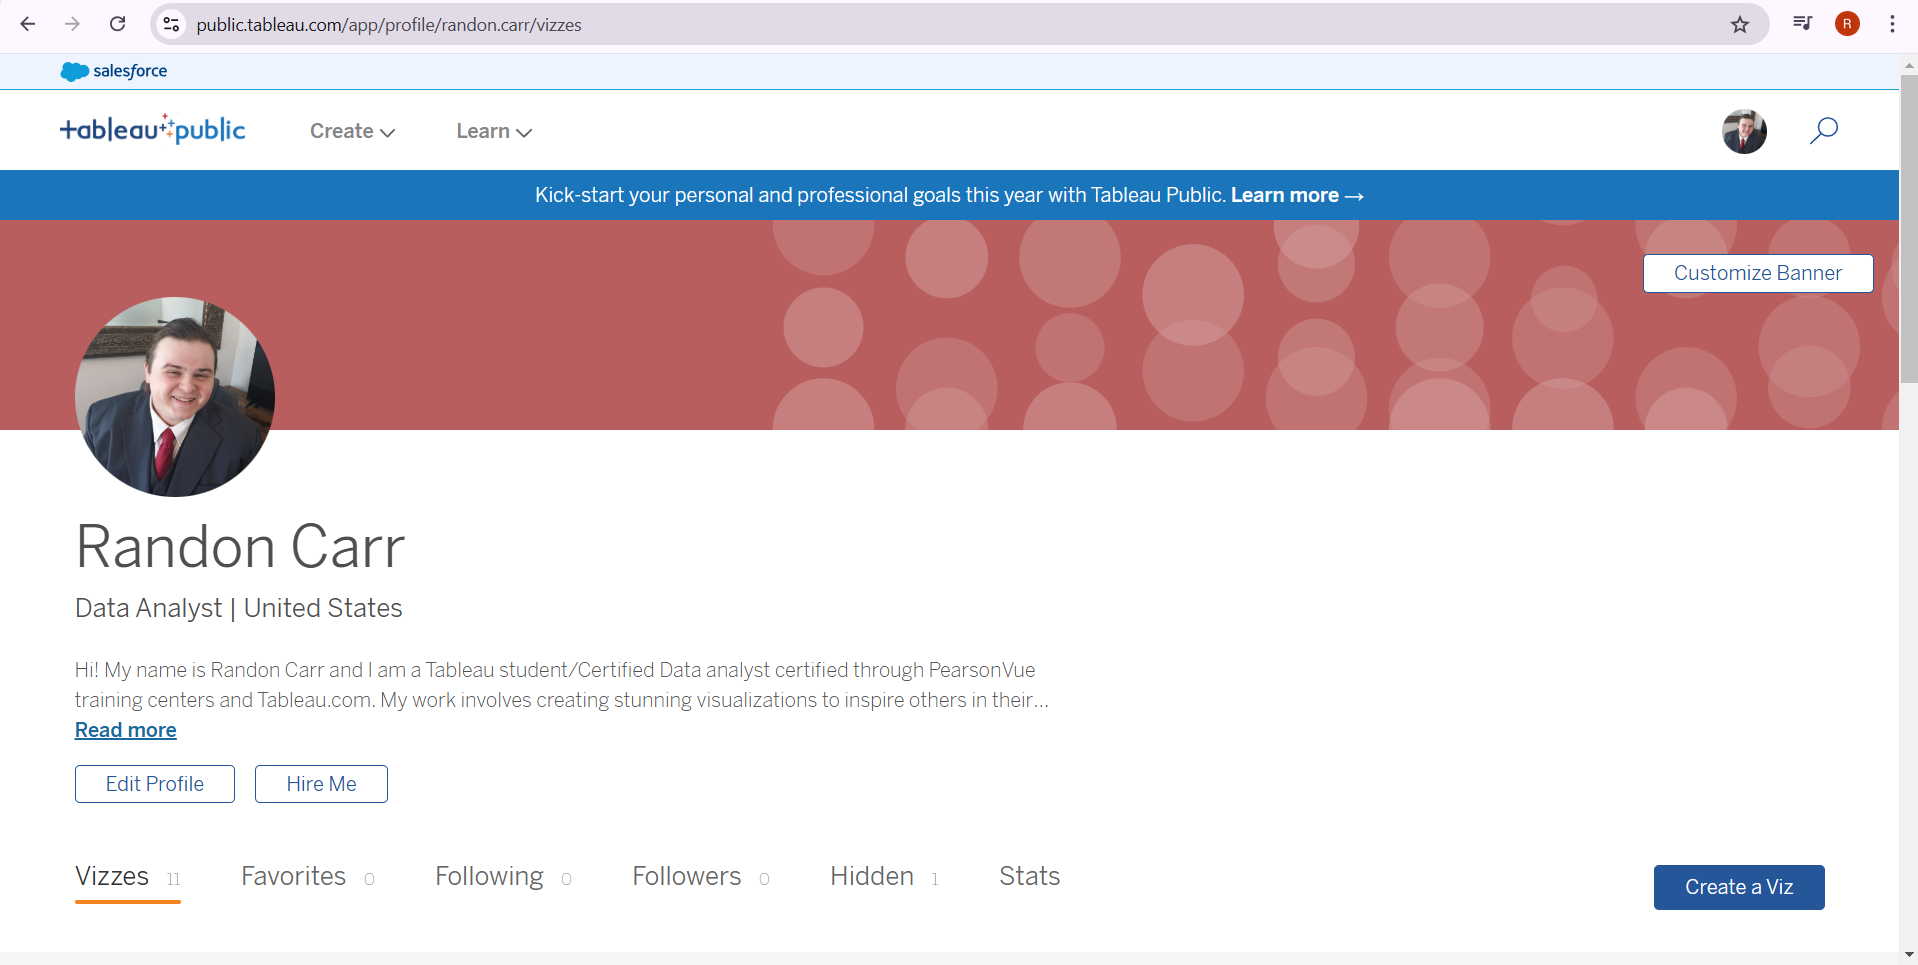 public.tableau.com/app/profile/randon.carr/vizzes
R
salesforce
+ableau public
Create
Learn
Kick-start your personal and professional goals this year with Tableau Public. Learn more →
Customize Banner
Randon Carr
Data Analyst | United States
Hi! My name is Randon Carr and I am a Tableau student/Certified Data analyst certified through PearsonVue
training centers and Tableau.com. My work involves creating stunning visualizations to inspire others in their...
Read more
Edit Profile
Hire Me
Vizzes 11
Favorites 0
Following 0
Followers 0
Hidden 1
Stats
Create a Viz